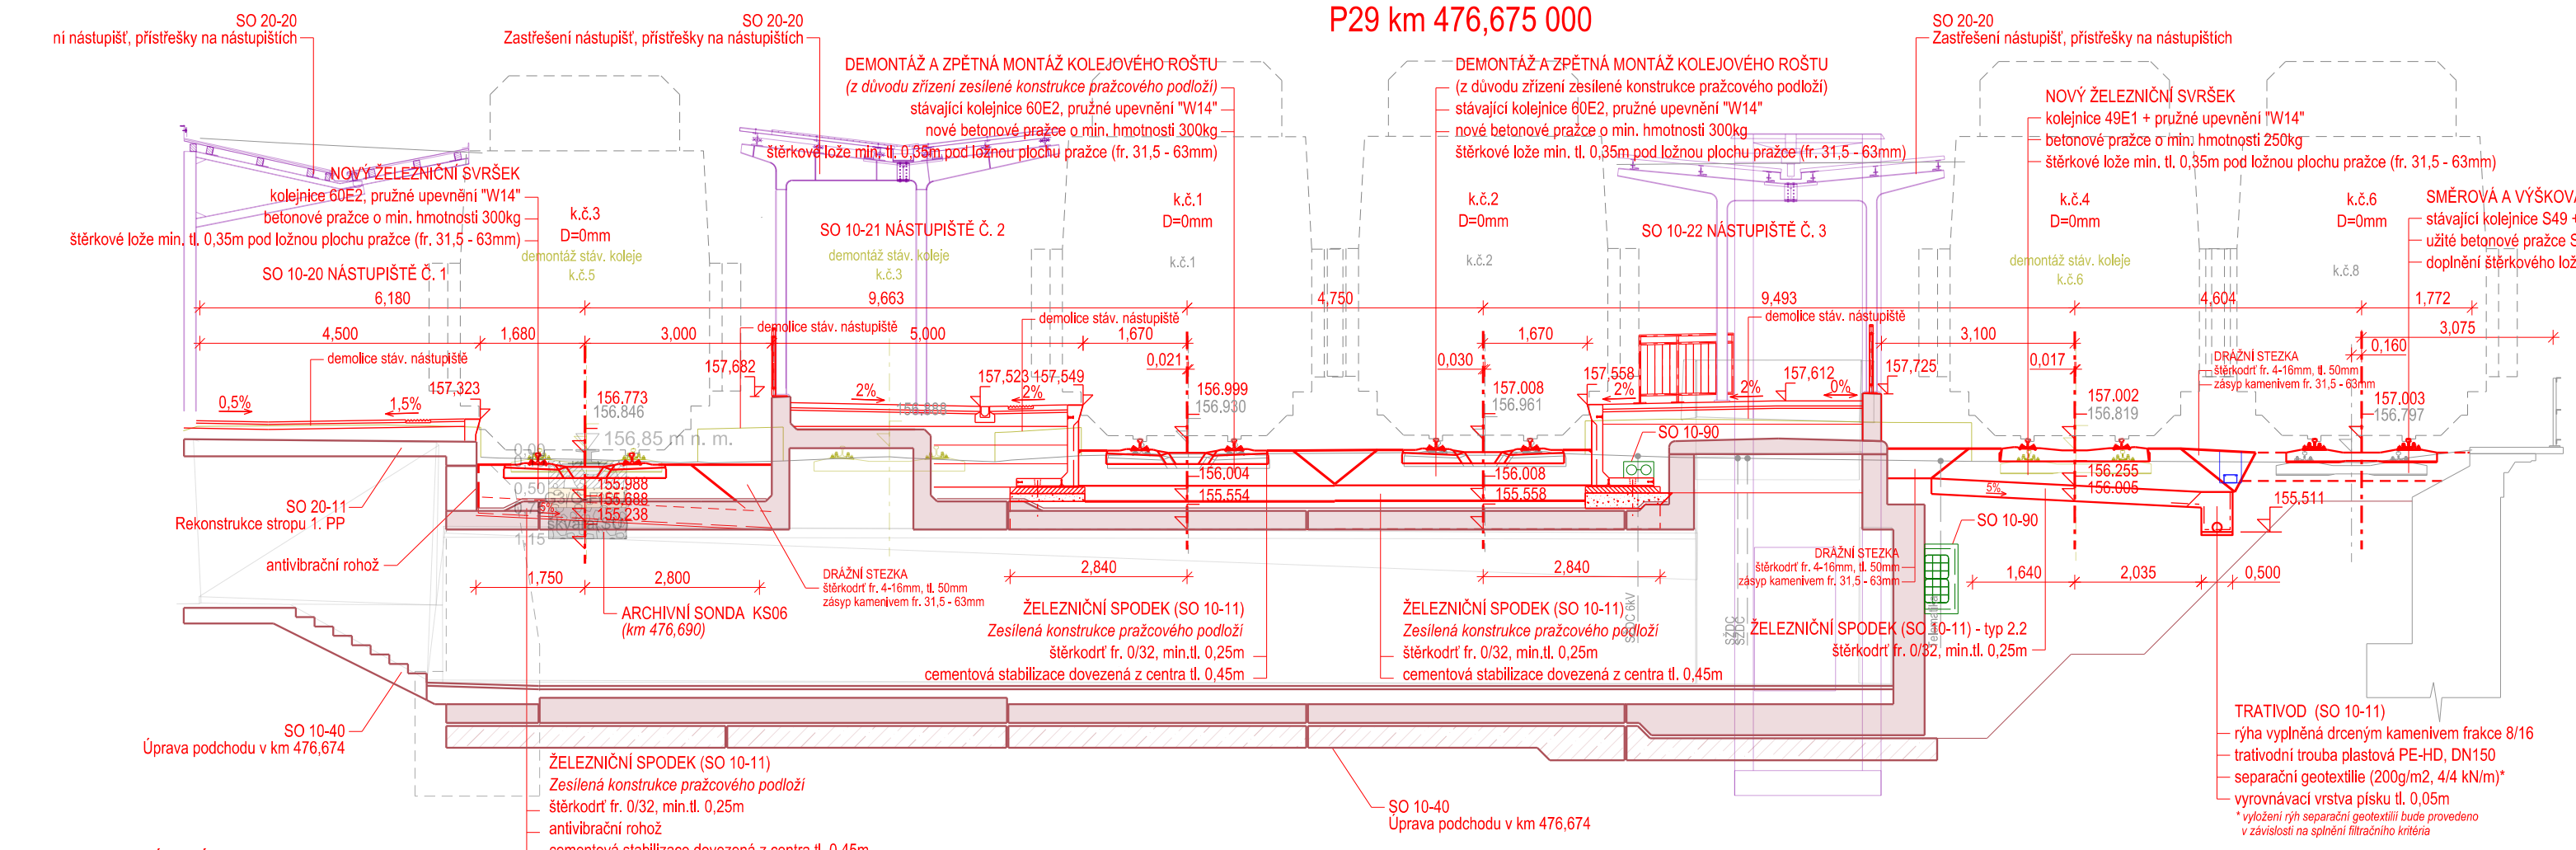 P29 km 476,675 000
SO 20-20
ní nástupišť, přístřešky na nástupištích
SO 20-20
Zastřešení nástupišť, přístřešky na nástupištích
SO 20-20
Zastřešení nástupišť, přístřešky na nástupištích
DEMONTÁŽ A ZPĚTNÁ MONTÁŽ KOLEJOVÉHO ROŠTU
(z důvodu zřízení zesílené konstrukce pražcového podloží)
stávající kolejnice 60E2, pružné upevnění "W14"
nové betonové pražce o min. hmotnosti 300kg
štěrkové lože min. tl. 0,35m pod ložnou plochu pražce (fr. 31,5 - 63mm)
DEMONTÁŽ A ZPĚTNÁ MONTÁŽ KOLEJOVÉHO ROŠTU
(z důvodu zřízení zesílené konstrukce pražcového podloží)
stávající kolejnice 60E2, pružné upevnění "W14"
nové betonové pražce o min. hmotnosti 300kg
štěrkové lože min. tl. 0,35m pod ložnou plochu pražce (fr. 31,5 - 63mm)
NOVÝ ŽELEZNIČNÍ SVRŠEK
kolejnice 49E1 + pružné upevnění "W14"
betonové pražce o min. hmotnosti 250kg
štěrkové lože min. tl. 0,35m pod ložnou plochu pražce (fr. 31,5 - 63mm)
NOVÝ ŽELEZNIČNÍ SVRŠEK
kolejnice 60E2, pružné upevnění "W14"
betonové pražce o min. hmotnosti 300kg
štěrkové lože min. tl. 0,35m pod ložnou plochu pražce (fr. 31,5 - 63mm)
SMĚROVÁ A VÝŠKOVÁ
stávající kolejnice S49 +
užité betonové pražce S
doplnění štěrkového lož
k.č.3
D=0mm
demontáž stáv. koleje
k.č.5
SO 10-20 NÁSTUPIŠTĚ Č. 1
SO 10-21 NÁSTUPIŠTĚ Č. 2
demontáž stáv. koleje
k.č.3
k.č.1
D=0mm
k.č.1
k.č.2
D=0mm
k.č.2
SO 10-22 NÁSTUPIŠTĚ Č. 3
k.č.4
D=0mm
demontáž stáv. koleje
k.č.6
k.č.6
D=0mm
k.č.8
6,180 9,663 4,750 9,493 4,604 1,772
4,500 1,680 3,000 5,000 1,670 1,670 3,100 3,075
demolice stáv. nástupiště
demolice stáv. nástupiště
demolice stáv. nástupiště
demolice stáv. nástupiště
0,021 0,030 0,017 0,160
DRÁŽNÍ STEZKA
štěrkodrť fr. 4-16mm, tl. 50mm
zásyp kamenivem fr. 31,5 - 63mm
157,323 157,682 157,523 157,549 157,558 157,612 157,725
0,5% 1,5% 2% 2% 2% 2% 0%
156.773
156.846
156.999
156.930
157.008
156.961
157.002
156.819
157.003
156.797
156,85 m n. m.
0,00
0,50
1,15
155.988
155.688
155.238
5%
156.004
155.554
156.008
155.558
156.255
156.005
5%
155,511
SO 10-90
SO 10-90
SO 20-11
Rekonstrukce stropu 1. PP
antivibrační rohož
1,750 2,800 2,840 2,840 1,640 2,035 0,500
DRÁŽNÍ STEZKA
štěrkodrť fr. 4-16mm, tl. 50mm
zásyp kamenivem fr. 31,5 - 63mm
DRÁŽNÍ STEZKA
štěrkodrť fr. 4-16mm, tl. 50mm
zásyp kamenivem fr. 31,5 - 63mm
ARCHIVNÍ SONDA KS06
(km 476,690)
ŽELEZNIČNÍ SPODEK (SO 10-11)
Zesílená konstrukce pražcového podloží
štěrkodrť fr. 0/32, min.tl. 0,25m
cementová stabilizace dovezená z centra tl. 0,45m
ŽELEZNIČNÍ SPODEK (SO 10-11)
Zesílená konstrukce pražcového podloží
štěrkodrť fr. 0/32, min.tl. 0,25m
cementová stabilizace dovezená z centra tl. 0,45m
SŽDC 6kV
SŽDC
SŽDC
ŽELEZNIČNÍ SPODEK (SO 10-11) - typ 2.2
štěrkodrť fr. 0/32, min.tl. 0,25m
SO 10-40
Úprava podchodu v km 476,674
ŽELEZNIČNÍ SPODEK (SO 10-11)
Zesílená konstrukce pražcového podloží
štěrkodrť fr. 0/32, min.tl. 0,25m
antivibrační rohož
cementová stabilizace dovezená z centra tl. 0,45m
SO 10-40
Úprava podchodu v km 476,674
TRATIVOD (SO 10-11)
rýha vyplněná drceným kamenivem frakce 8/16
trativodní trouba plastová PE-HD, DN150
separační geotextilie (200g/m2, 4/4 kN/m)*
vyrovnávací vrstva písku tl. 0,05m
* vyložení rýh separační geotextilií bude provedeno
v závislosti na splnění filtračního kritéria